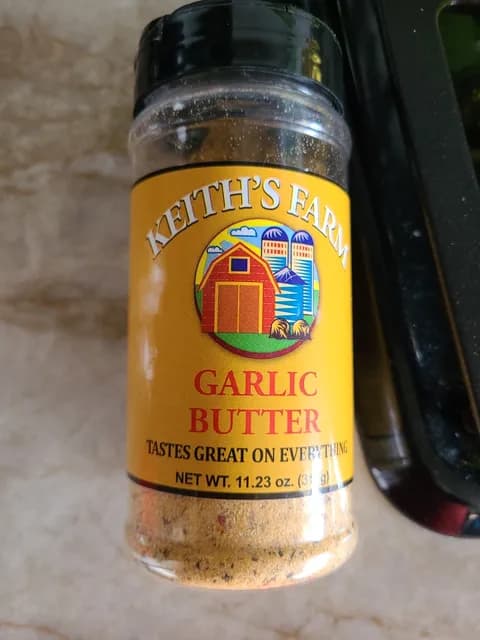 KEITH'S FARM
GARLIC
BUTTER
TASTES GREAT ON EVERYTHING
NET WT. 11.23 oz.